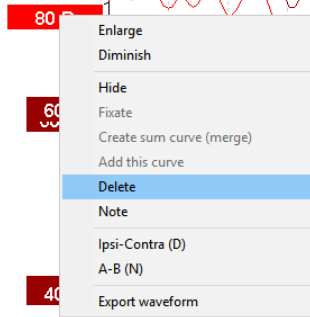 80
Enlarge
Diminish
Hide
60
Fixate
Create sum curve (merge)
Add this curve
Delete
Note
Ipsi-Contra (D)
A-B (N)
40
Export waveform